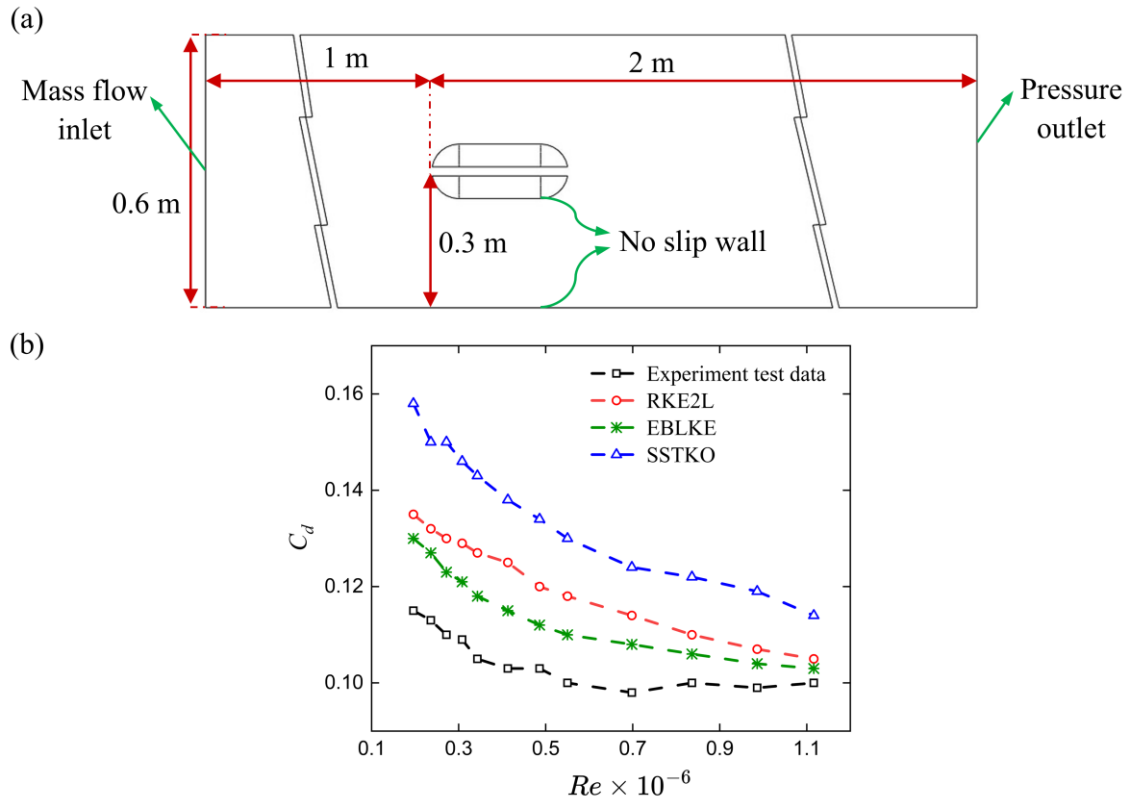 (a)
1 m
2 m
Mass flow
inlet
Pressure
outlet
0.6 m
0.3 m
No slip wall
(b)
Experiment test data
RKE2L
EBLKE
SSTKO
0.16
0.14
0.12
0.10
C_d
0.1 0.3 0.5 0.7 0.9 1.1
Re × 10⁻⁶